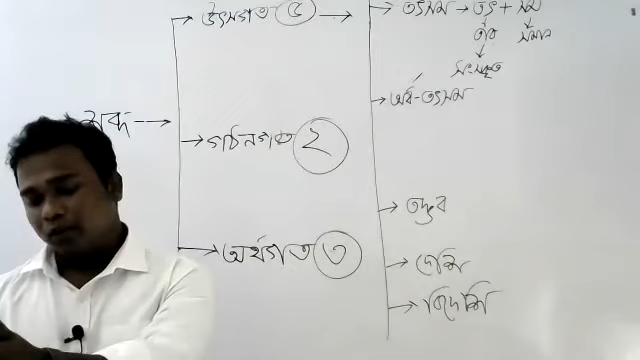 উৎসগত ৫ →
→ তৎসম → তৎ + সম
তার সমান
সংস্কৃত
→ অর্ধ-তৎসম
শব্দ →
→ গঠনগত ২
→ তদ্ভব
→ অর্থগত ৩
→ দেশি
→ বিদেশি